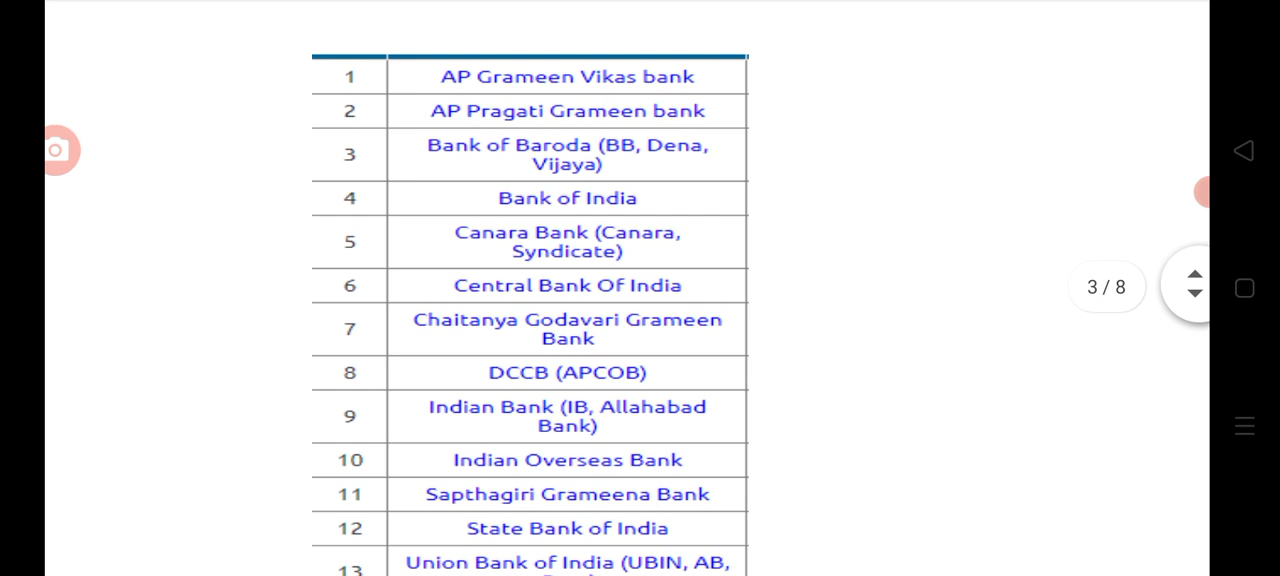 1 AP Grameen Vikas bank
2 AP Pragati Grameen bank
3 Bank of Baroda (BB, Dena,
Vijaya)
4 Bank of India
5 Canara Bank (Canara,
Syndicate)
6 Central Bank Of India
7 Chaitanya Godavari Grameen
Bank
8 DCCB (APCOB)
9 Indian Bank (IB, Allahabad
Bank)
10 Indian Overseas Bank
11 Sapthagiri Grameena Bank
12 State Bank of India
13 Union Bank of India (UBIN, AB,
3 / 8